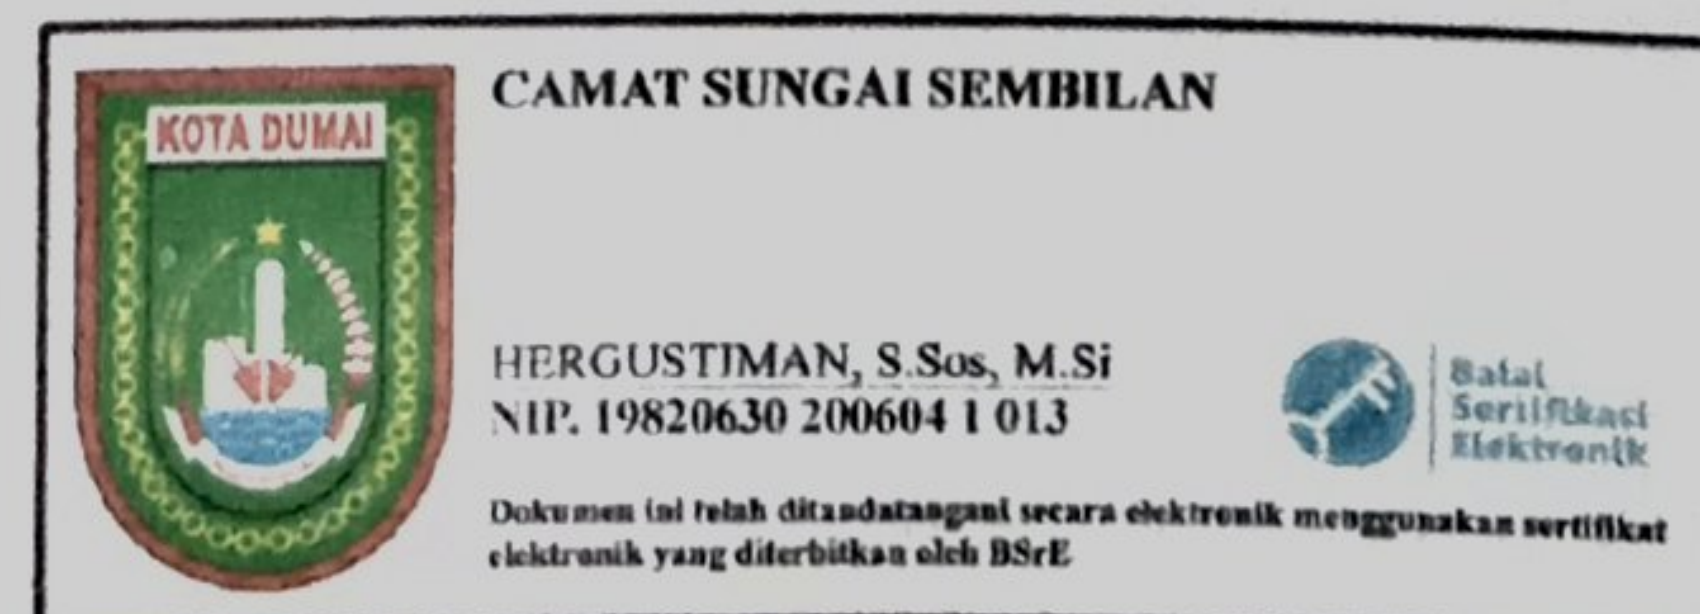 CAMAT SUNGAI SEMBILAN
KOTA DUMAI
HERGUSTIMAN, S.Sos, M.Si
NIP. 19820630 200604 1 013
Balai
Sertifikasi
Elektronik
Dokumen ini telah ditandatangani secara elektronik menggunakan sertifikat
elektronik yang diterbitkan oleh BSrE